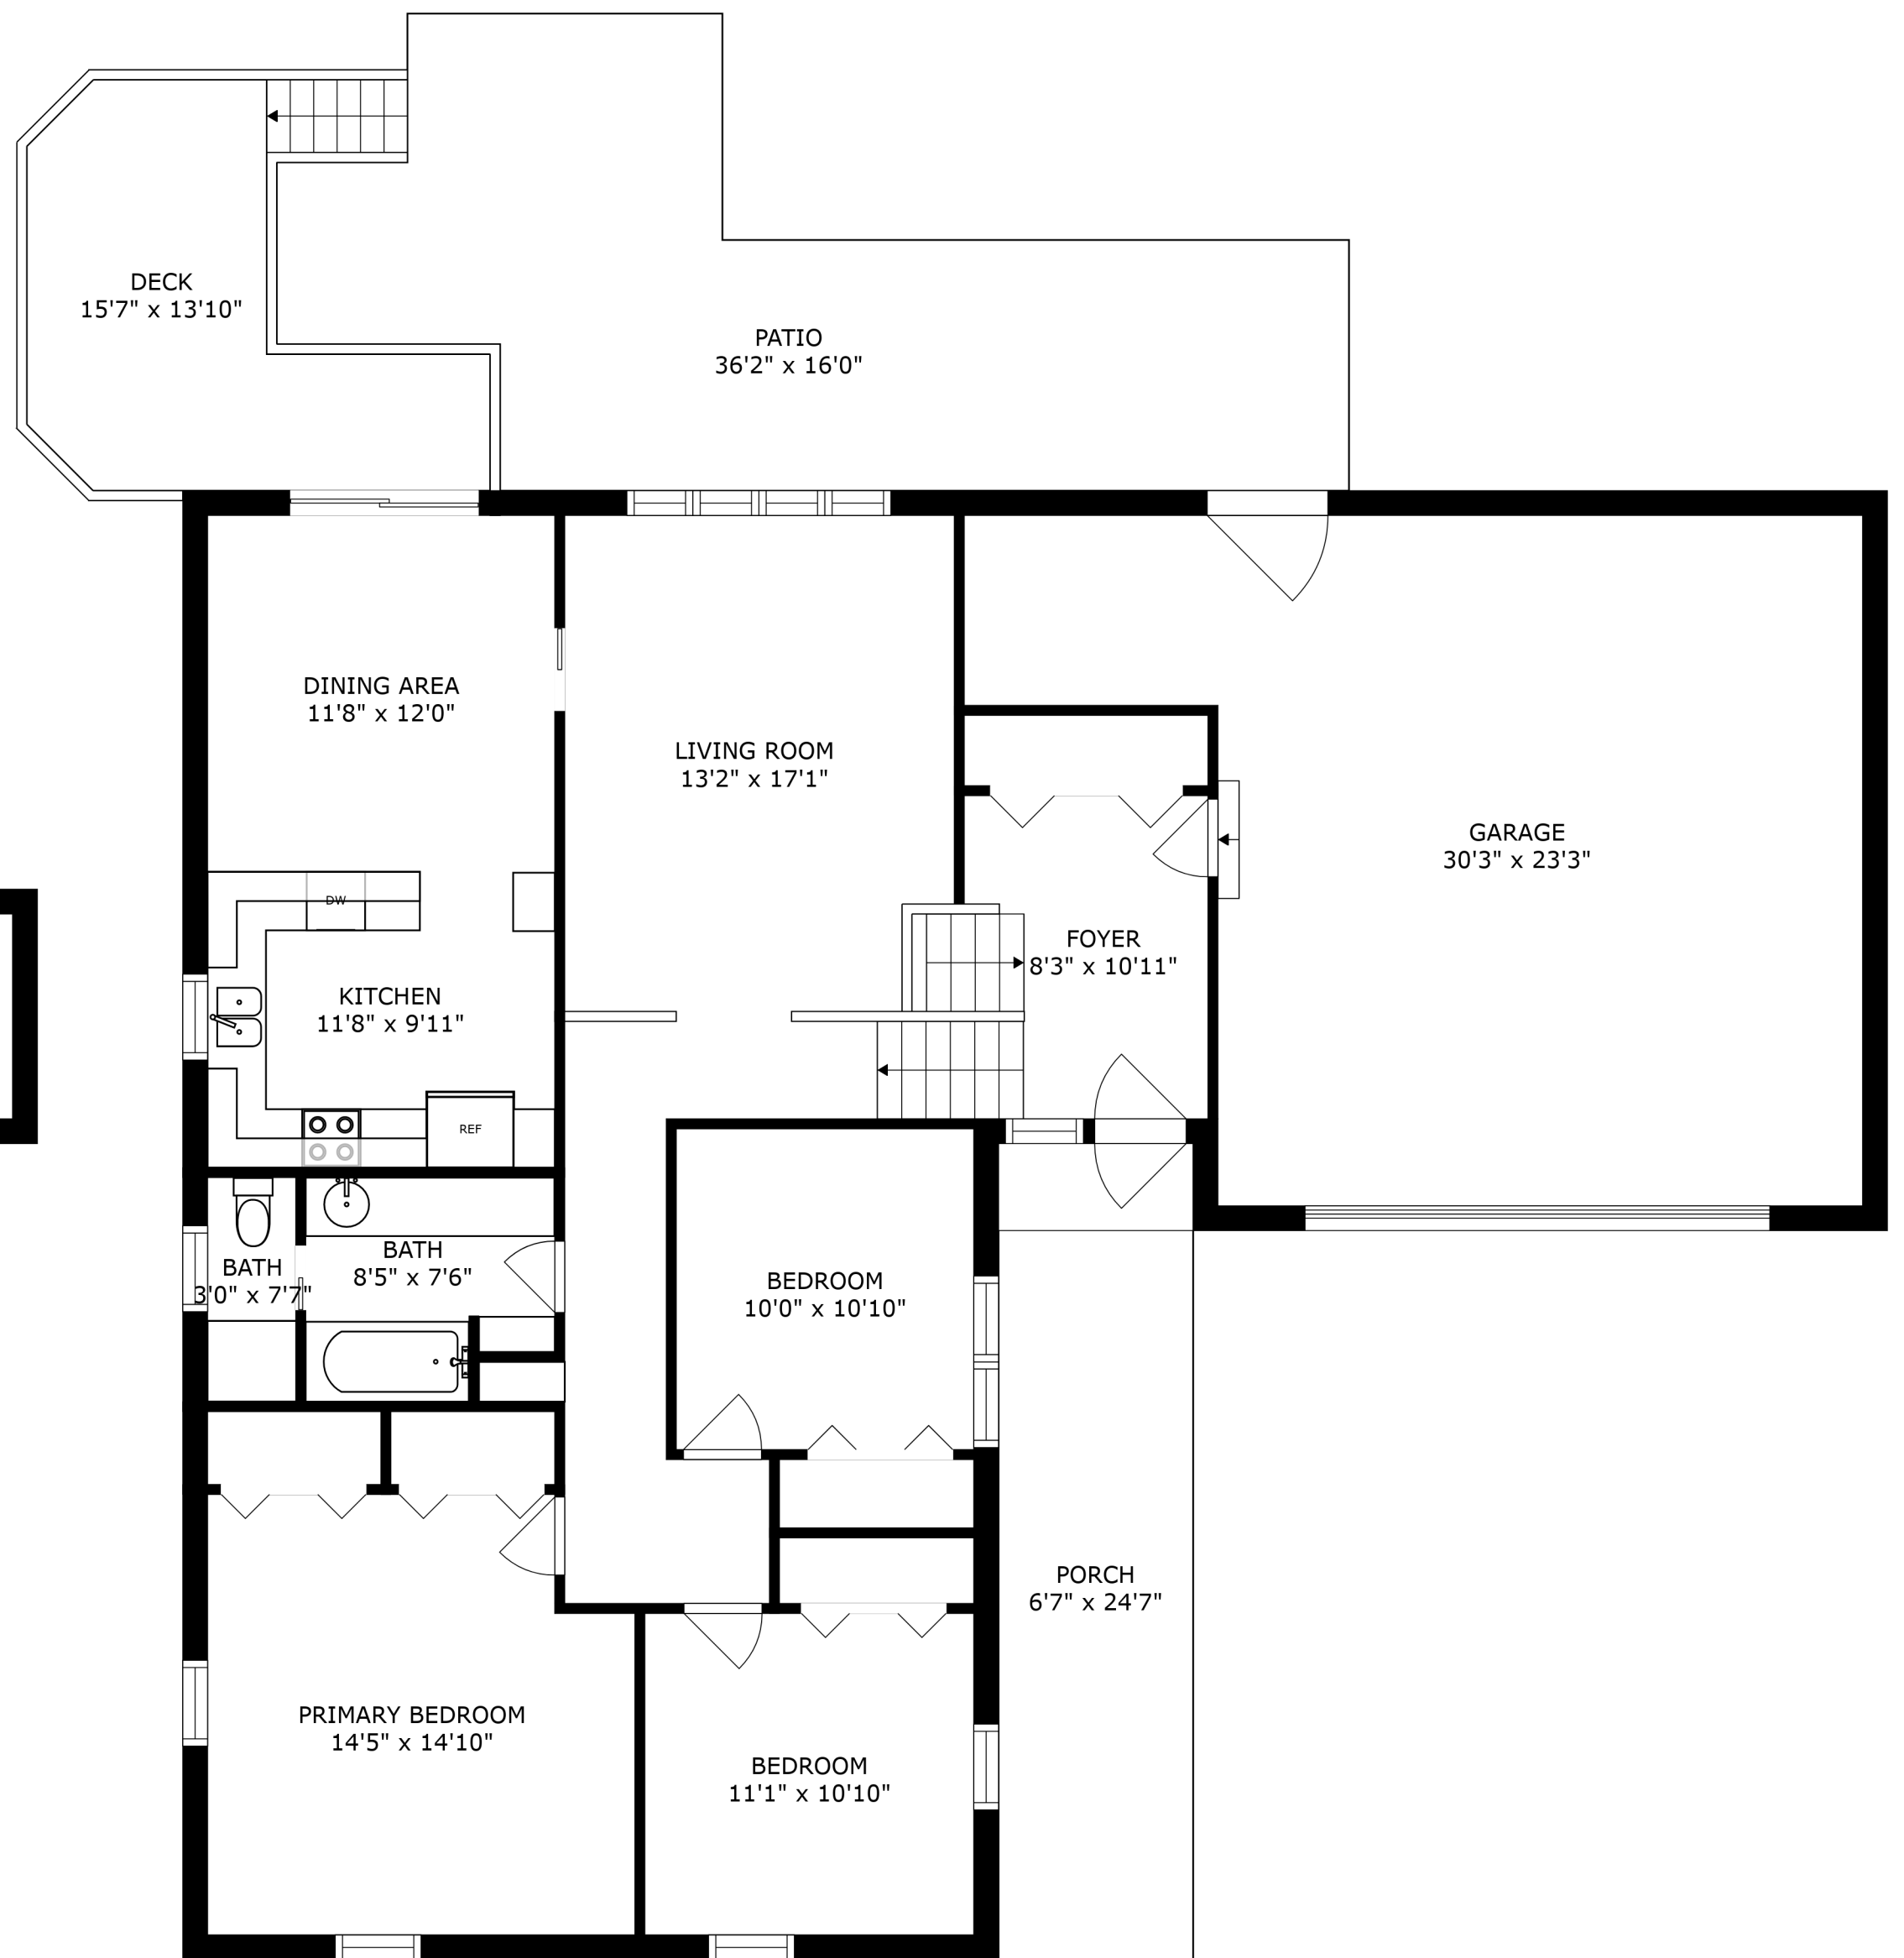 DECK
15'7" x 13'10"
PATIO
36'2" x 16'0"
DINING AREA
11'8" x 12'0"
LIVING ROOM
13'2" x 17'1"
GARAGE
30'3" x 23'3"
DW
FOYER
8'3" x 10'11"
KITCHEN
11'8" x 9'11"
REF
BATH
8'5" x 7'6"
BATH
3'0" x 7'7"
BEDROOM
10'0" x 10'10"
PORCH
6'7" x 24'7"
PRIMARY BEDROOM
14'5" x 14'10"
BEDROOM
11'1" x 10'10"